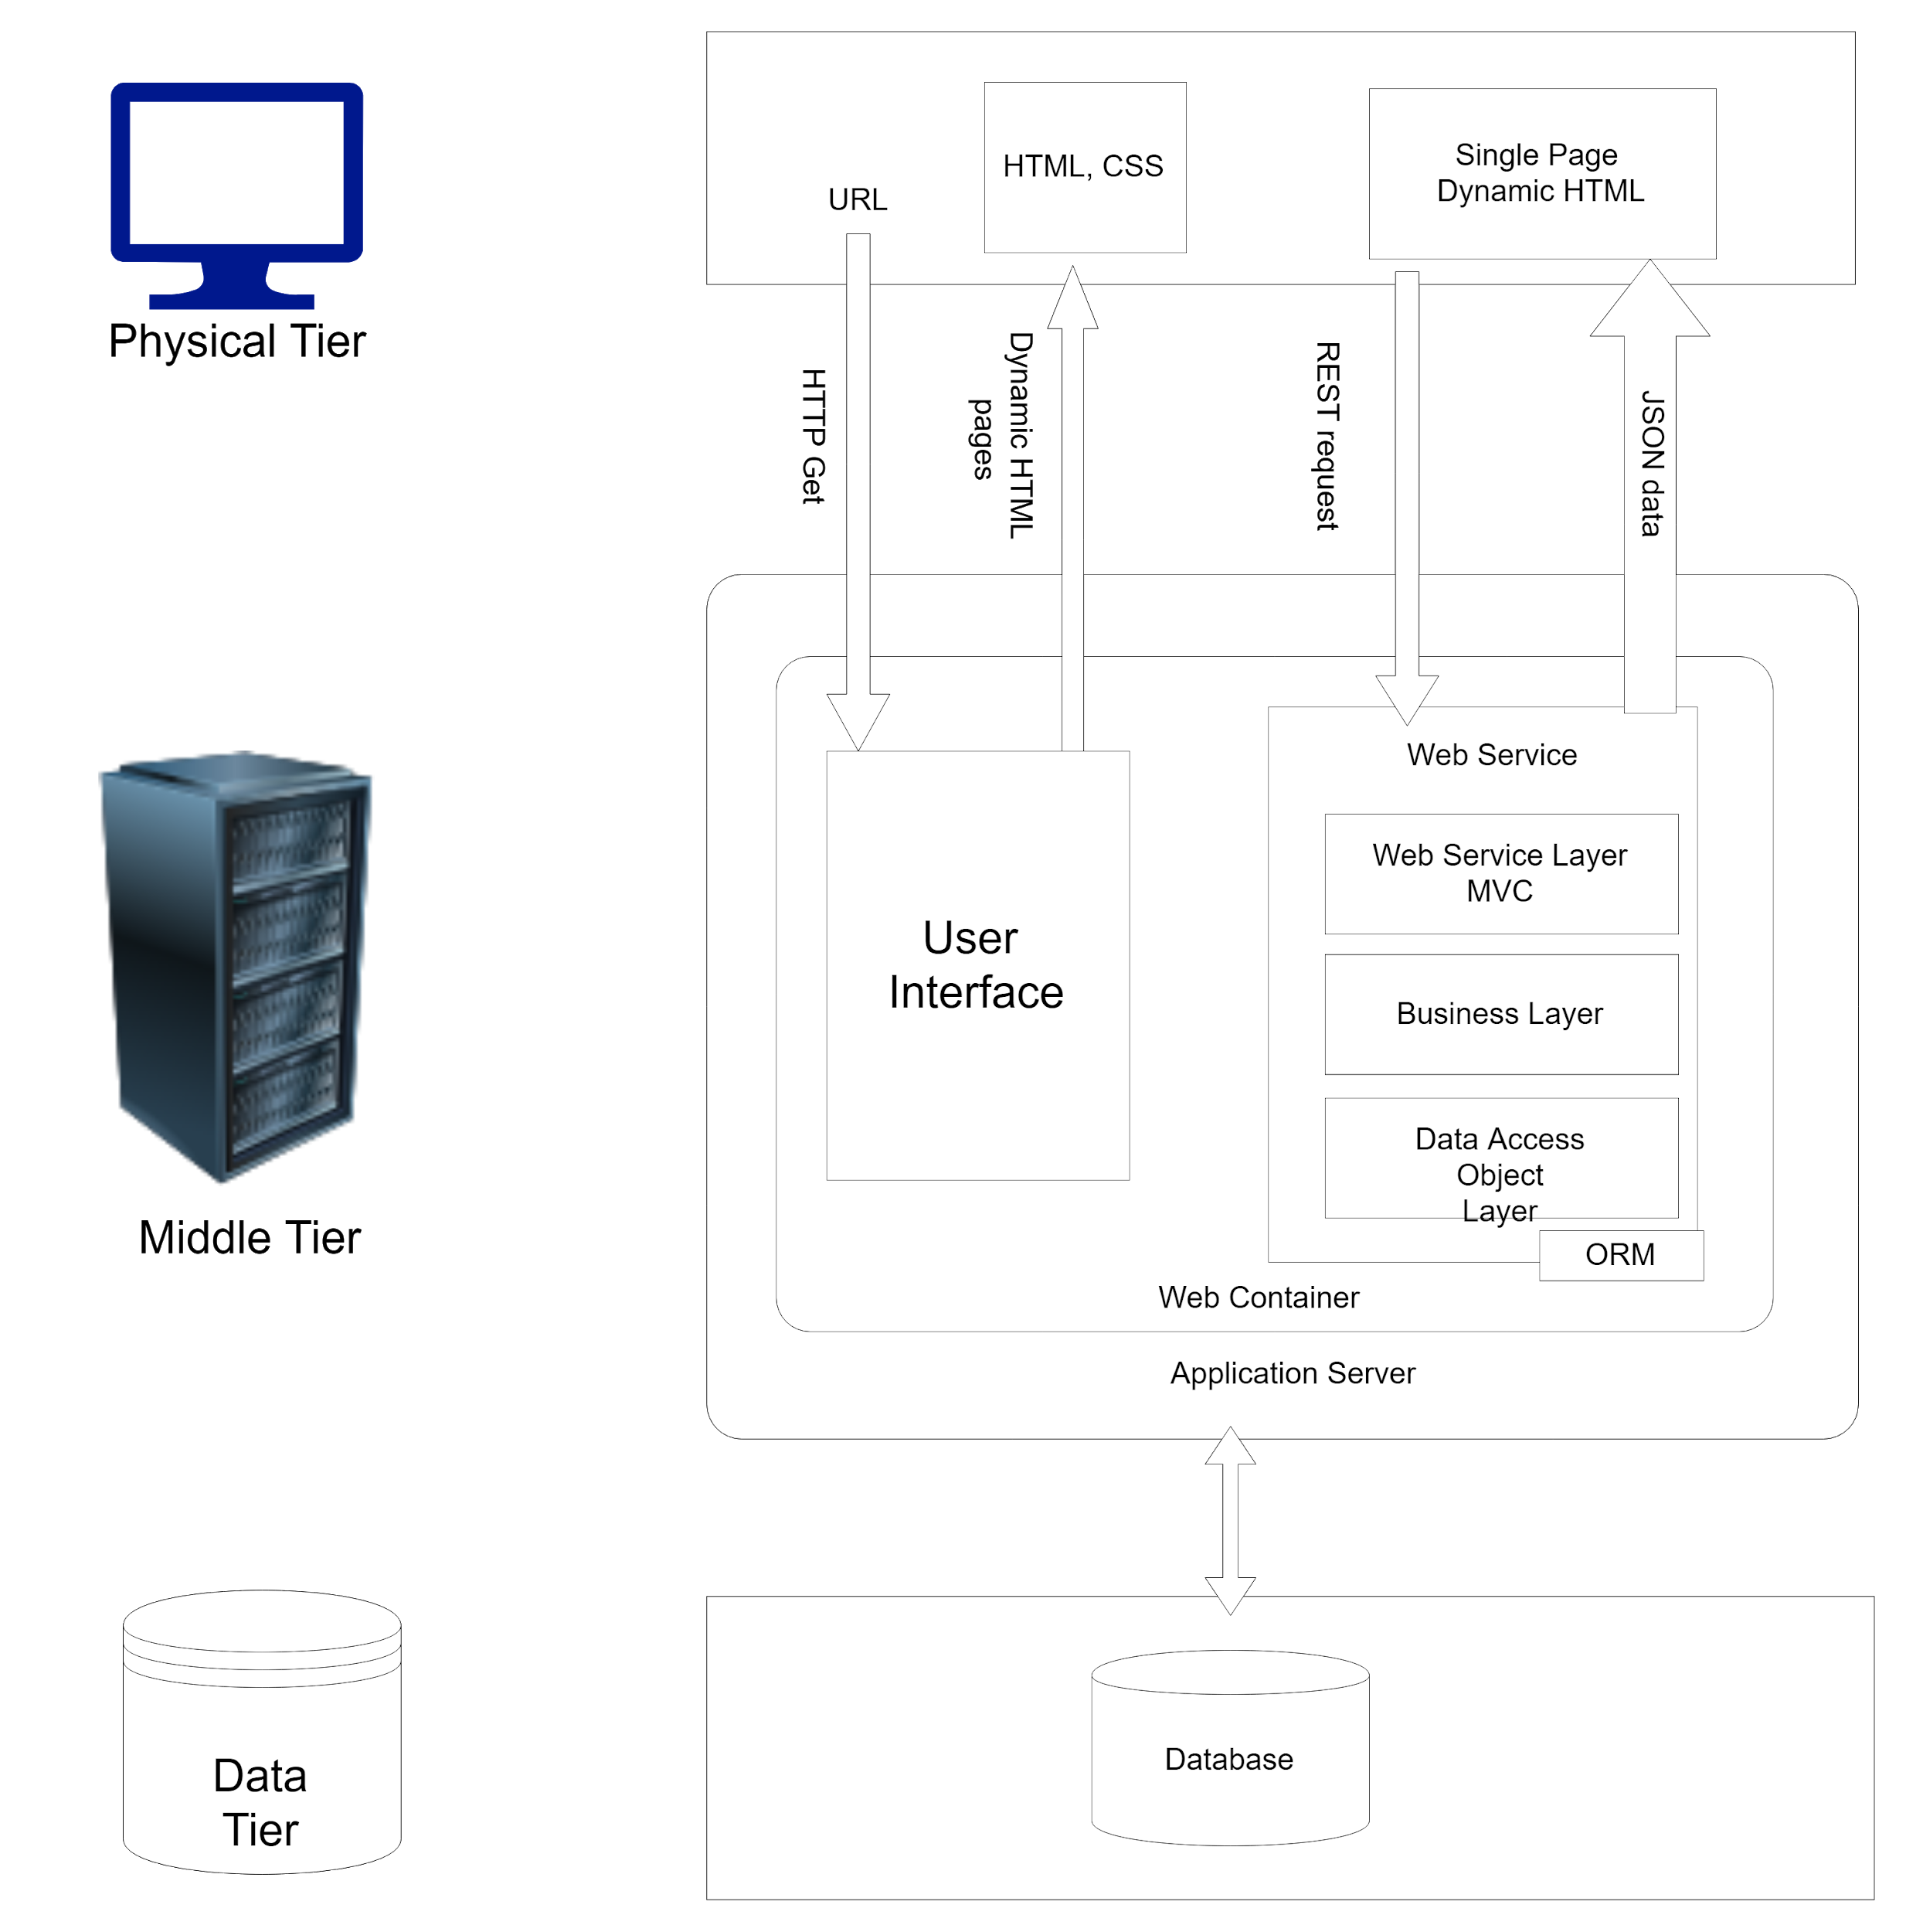 Physical Tier
URL
HTML, CSS
Single Page
Dynamic HTML
HTTP Get
Dynamic HTML
pages
REST request
JSON data
Middle Tier
User
Interface
Web Service
Web Service Layer
MVC
Business Layer
Data Access
Object
Layer
ORM
Web Container
Application Server
Data
Tier
Database